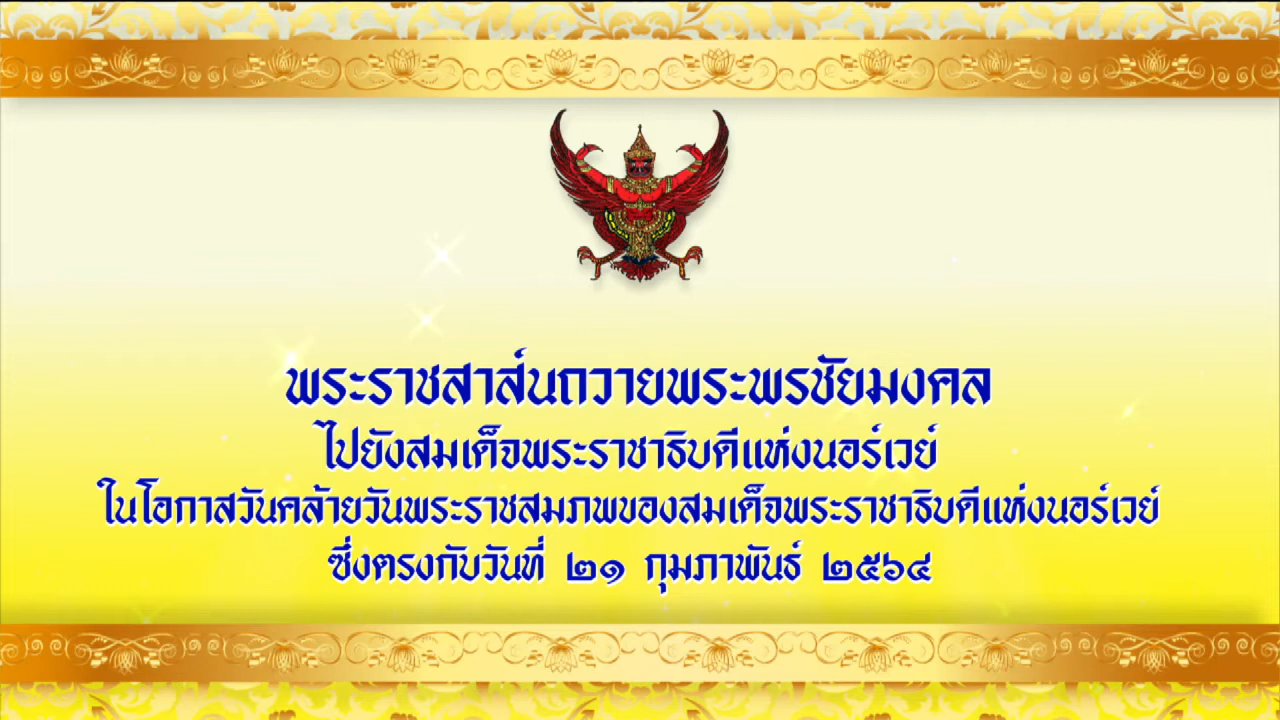 พระราชสาส์นถวายพระพรชัยมงคล
ไปยังสมเด็จพระราชาธิบดีแห่งนอร์เวย์
ในโอกาสวันคล้ายวันพระราชสมภพของสมเด็จพระราชาธิบดีแห่งนอร์เวย์
ซึ่งตรงกับวันที่ ๒๑ กุมภาพันธ์ ๒๕๖๔